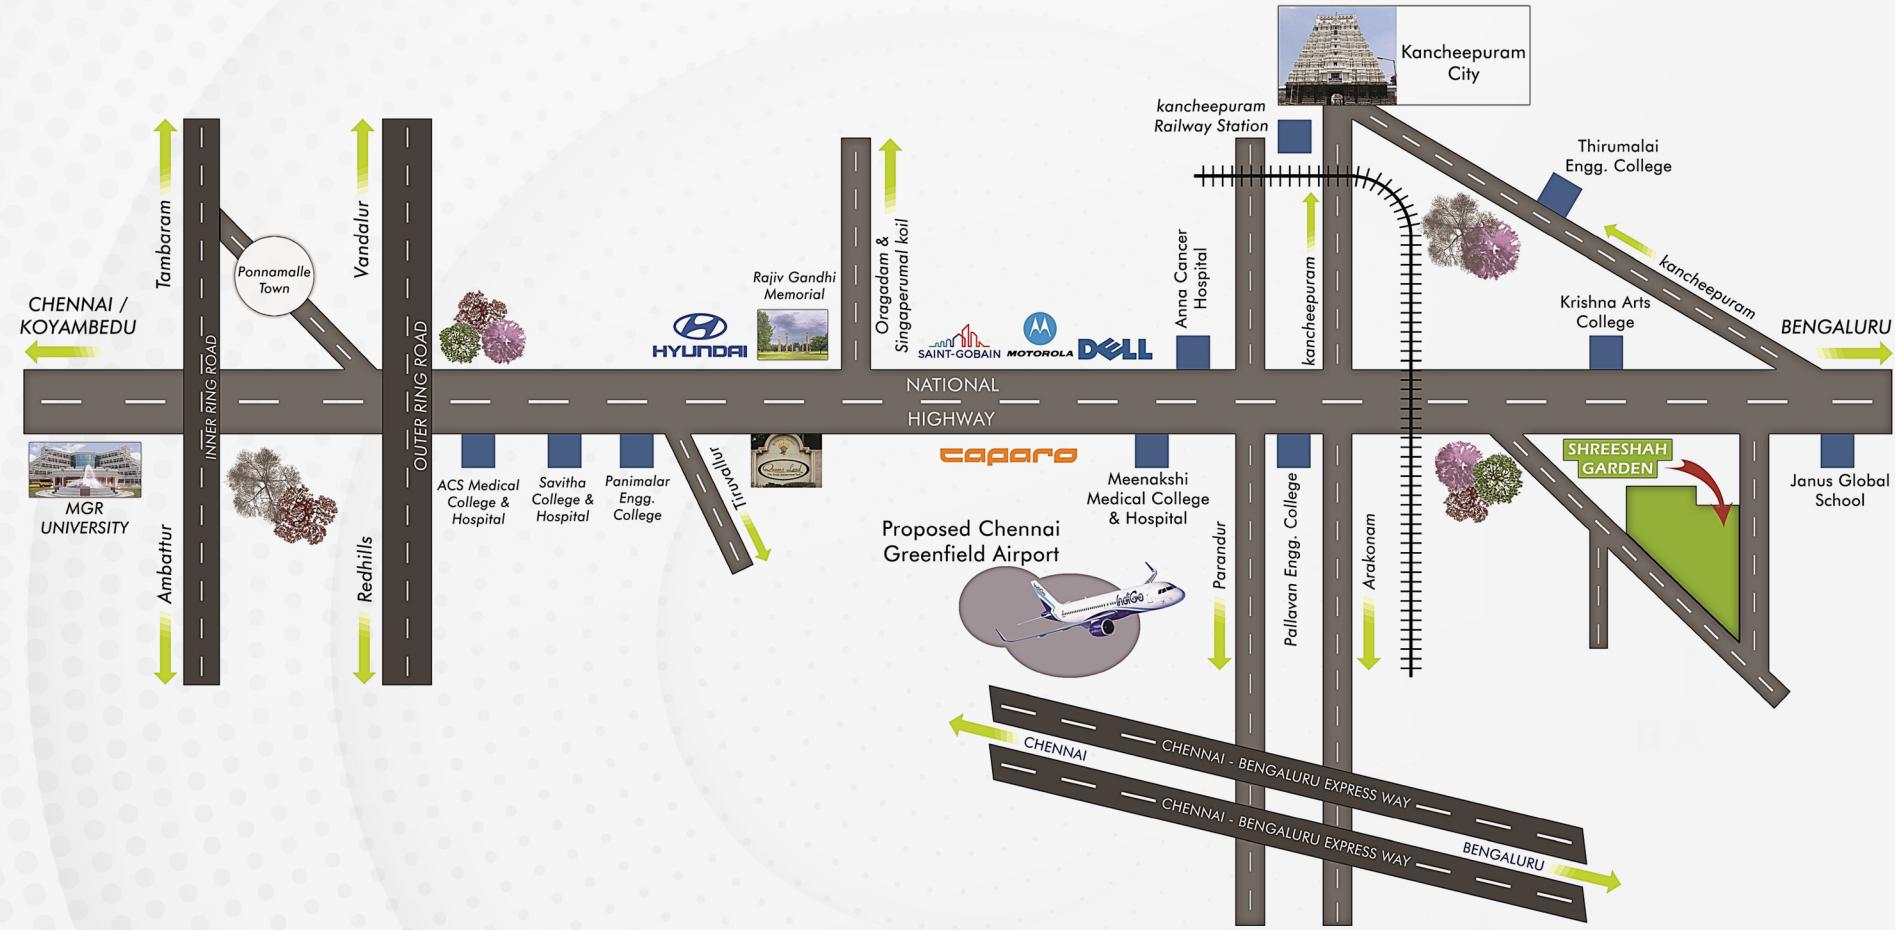 Kancheepuram
City
kancheepuram
Railway Station
Thirumalai
Engg. College
Tambaram
Vandalur
Ponnamalle
Town
CHENNAI /
KOYAMBEDU
INNER RING ROAD
OUTER RING ROAD
HYUNDAI
Rajiv Gandhi
Memorial
Oragadam &
Singaperumal koil
SAINT-GOBAIN
MOTOROLA
DELL
Anna Cancer
Hospital
kancheepuram
kancheepuram
Krishna Arts
College
BENGALURU
NATIONAL
HIGHWAY
MGR
UNIVERSITY
Ambattur
Redhills
ACS Medical
College &
Hospital
Savitha
College &
Hospital
Panimalar
Engg.
College
Tiruvallur
caparo
Meenakshi
Medical College
& Hospital
Parandur
Pallavan Engg. College
Arakonam
SHREESHAH
GARDEN
Janus Global
School
Proposed Chennai
Greenfield Airport
IndiGo
CHENNAI
CHENNAI - BENGALURU EXPRESS WAY
CHENNAI - BENGALURU EXPRESS WAY
BENGALURU